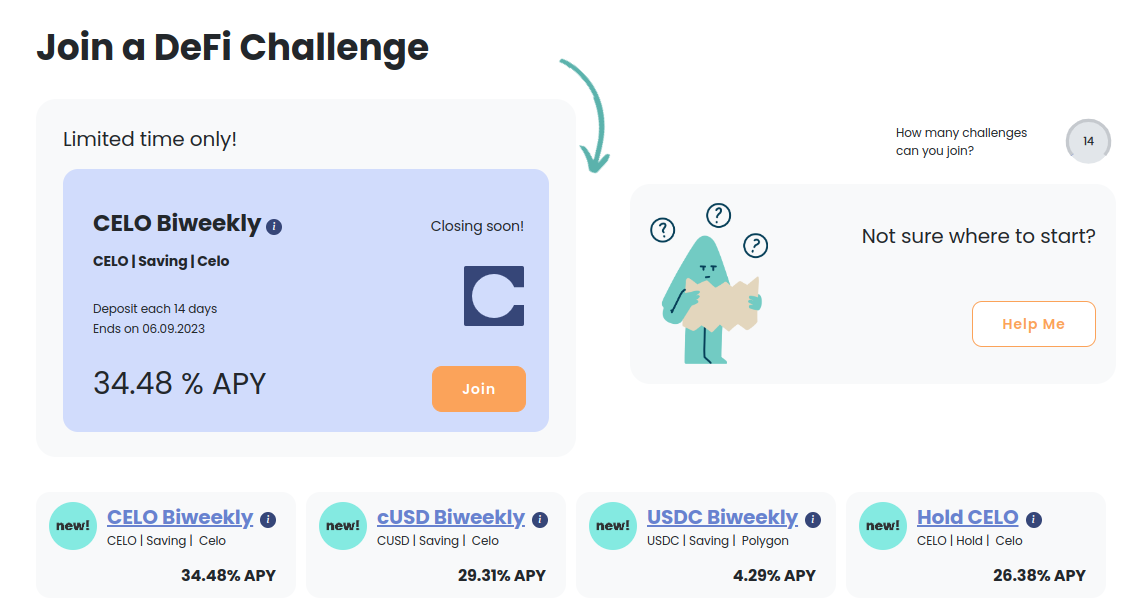 Join a DeFi Challenge
Limited time only!
CELO Biweekly i
Closing soon!
CELO | Saving | Celo
Deposit each 14 days
Ends on 06.09.2023
34.48 % APY
Join
How many challenges
can you join?
14
? ? ?
Not sure where to start?
Help Me
new!
CELO Biweekly i
CELO | Saving | Celo
34.48% APY
new!
cUSD Biweekly i
CUSD | Saving | Celo
29.31% APY
new!
USDC Biweekly i
USDC | Saving | Polygon
4.29% APY
new!
Hold CELO i
CELO | Hold | Celo
26.38% APY